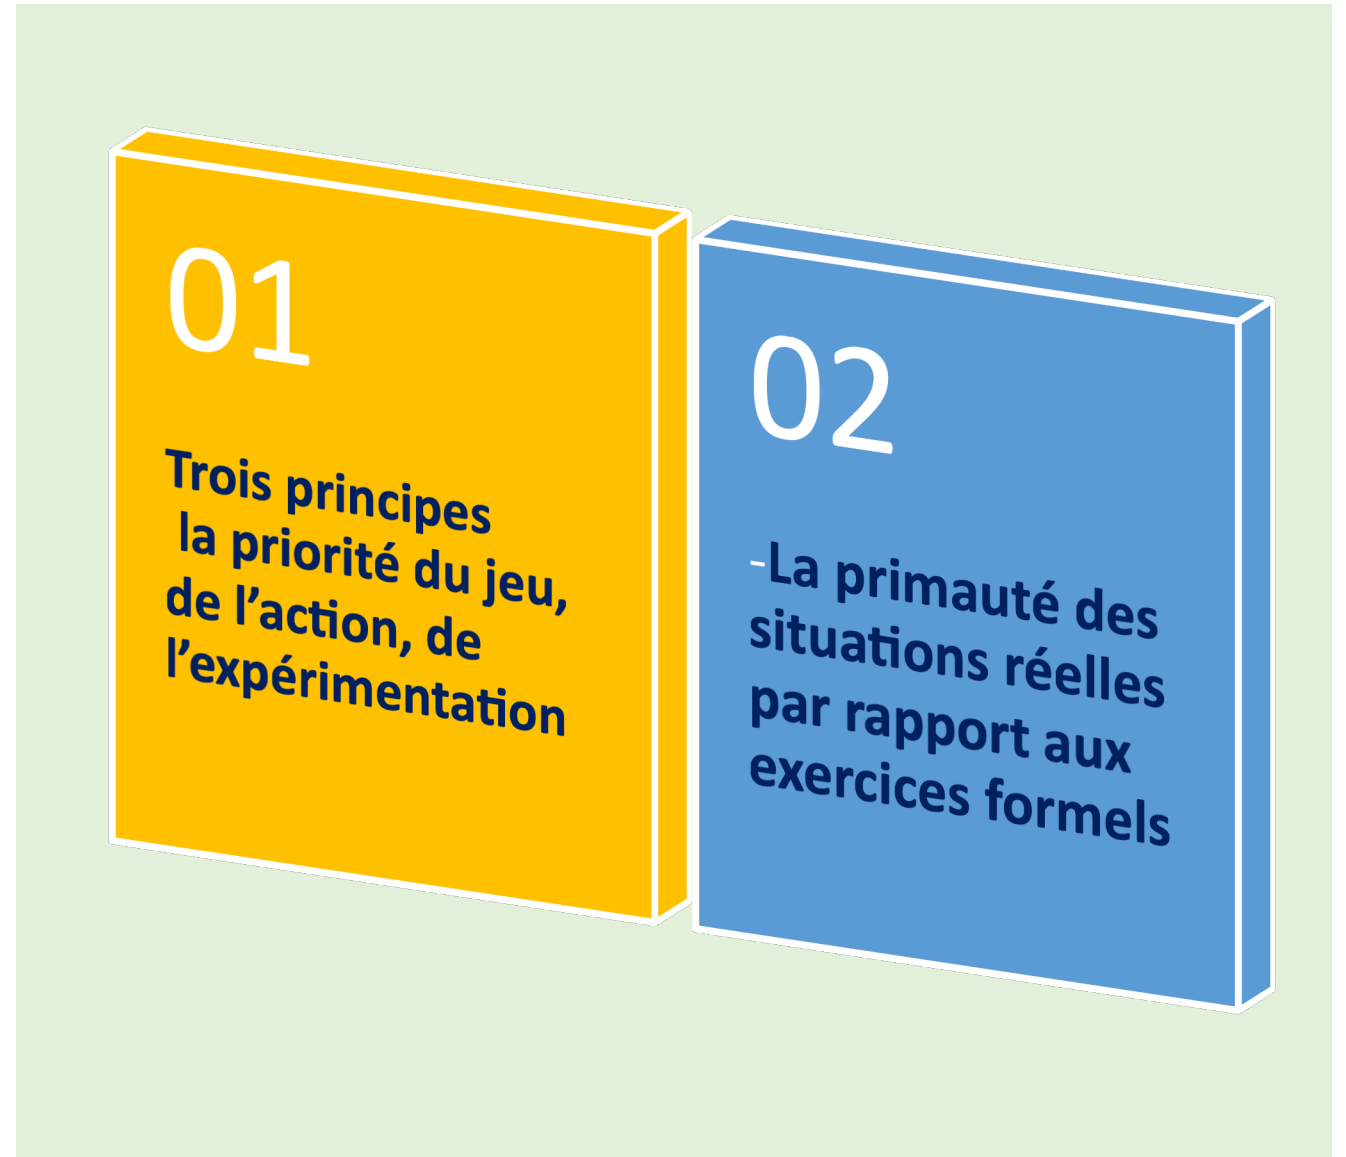 01
Trois principes
la priorité du jeu,
de l’action, de
l’expérimentation
02
-La primauté des
situations réelles
par rapport aux
exercices formels